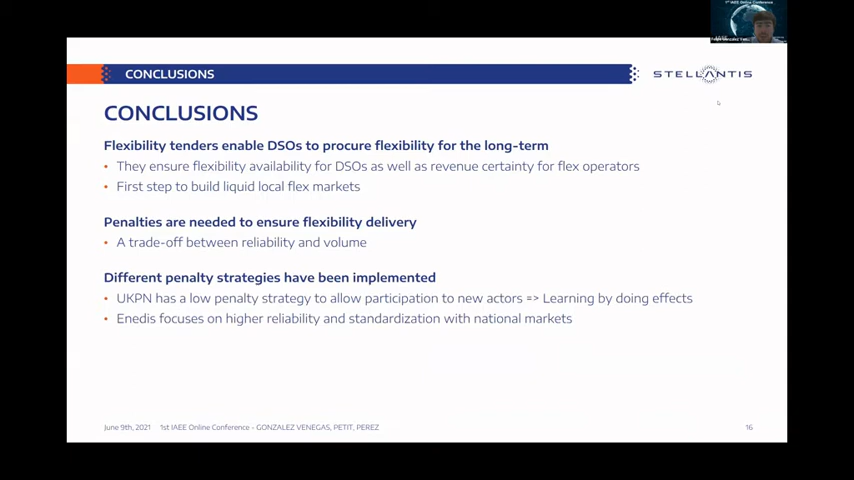 1st IAEE Online Conference
CONCLUSIONS
STELLANTIS
CONCLUSIONS
Flexibility tenders enable DSOs to procure flexibility for the long-term
• They ensure flexibility availability for DSOs as well as revenue certainty for flex operators
• First step to build liquid local flex markets
Penalties are needed to ensure flexibility delivery
• A trade-off between reliability and volume
Different penalty strategies have been implemented
• UKPN has a low penalty strategy to allow participation to new actors => Learning by doing effects
• Enedis focuses on higher reliability and standardization with national markets
June 9th, 2021 1st IAEE Online Conference – GONZALEZ VENEGAS, PETIT, PEREZ
16